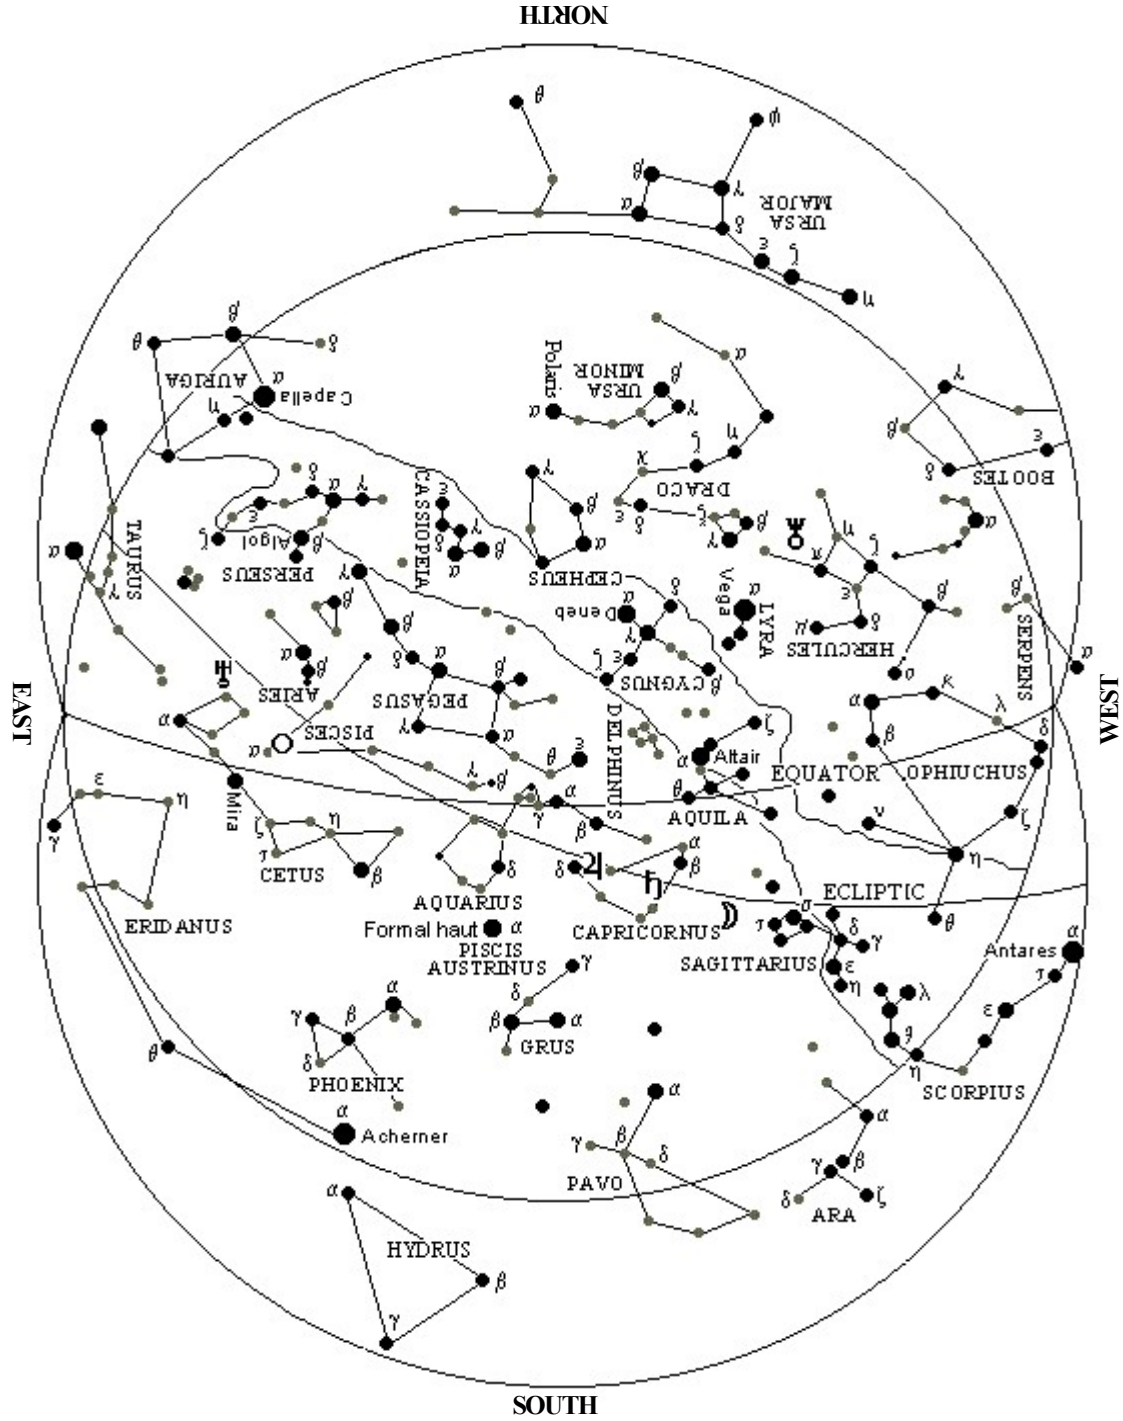 NORTH
θ
φ
β
γ
α
URSA
MAJOR
δ
ε
ζ
η
β
θ
δ
AURIGA
α
Capella
η
Polaris
α
URSA
MINOR
β
γ
α
γ
β
ε
δ
BOOTES
κ
ζ
η
DRACO
ε
δ
ζ
β
γ
TAURUS
α
γ
δ
α
γ
ε
ζ
Algol
β
PERSEUS
CASSIOPEIA
ε
γ
α
β
γ
β
α
CEPHEUS
α
η
ζ
π
ε
β
δ
μ
HERCULES
ο
β
SERPENS
α
Vega
α
LYRA
Deneb
α
δ
γ
ε
ζ
CYGNUS
β
γ
β
α
β
ARIES
δ
α
PEGASUS
β
γ
α
EAST
WEST
α
PISCES
α
DELPHINUS
θ
ε
γ
β
ζ
α
Altair
θ
AQUILA
EQUATOR
α
κ
β
λ
δ
OPHIUCHUS
ζ
ν
η
θ
Mira
ε
η
γ
ERIDANUS
ζ
η
τ
CETUS
β
γ
α
β
δ
AQUARIUS
δ
α
β
CAPRICORNUS
ECLIPTIC
Formal haut
α
PISCIS
AUSTRINUS
σ
τ
δ
γ
SAGITTARIUS
ε
η
Antares
α
τ
λ
ε
θ
η
SCORPIUS
γ
δ
β
α
GRUS
α
γ
β
δ
PHOENIX
θ
α
Acherner
α
γ
β
δ
PAVO
α
γ
β
δ
ζ
ARA
α
HYDRUS
β
γ
SOUTH